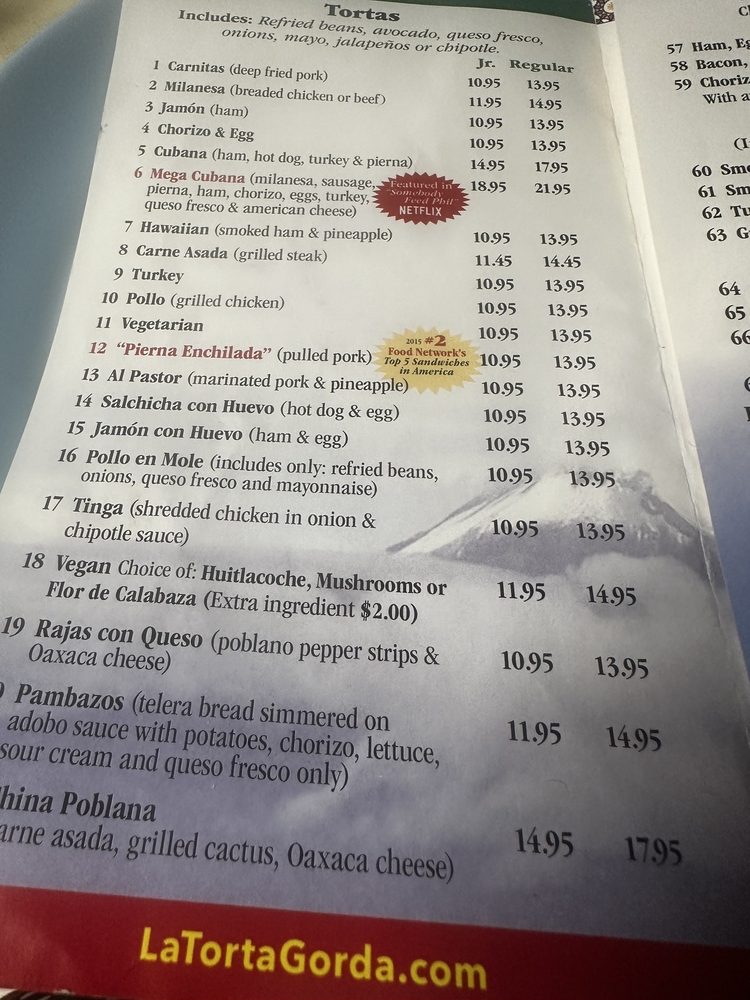 Tortas
Includes: Refried beans, avocado, queso fresco,
onions, mayo, jalapeños or chipotle.
Jr. Regular
1 Carnitas (deep fried pork) 10.95 13.95
2 Milanesa (breaded chicken or beef) 11.95 14.95
3 Jamón (ham) 10.95 13.95
4 Chorizo & Egg 10.95 13.95
5 Cubana (ham, hot dog, turkey & pierna) 14.95 17.95
6 Mega Cubana (milanesa, sausage, 18.95 21.95
pierna, ham, chorizo, eggs, turkey,
queso fresco & american cheese)
Featured in
"Somebody
Feed Phil"
NETFLIX
7 Hawaiian (smoked ham & pineapple) 10.95 13.95
8 Carne Asada (grilled steak) 11.45 14.45
9 Turkey 10.95 13.95
10 Pollo (grilled chicken) 10.95 13.95
11 Vegetarian 10.95 13.95
12 "Pierna Enchilada" (pulled pork) 10.95 13.95
2015 #2
Food Network's
Top 5 Sandwiches
in America
13 Al Pastor (marinated pork & pineapple) 10.95 13.95
14 Salchicha con Huevo (hot dog & egg) 10.95 13.95
15 Jamón con Huevo (ham & egg) 10.95 13.95
16 Pollo en Mole (includes only: refried beans, 10.95 13.95
onions, queso fresco and mayonnaise)
17 Tinga (shredded chicken in onion & 10.95 13.95
chipotle sauce)
18 Vegan Choice of: Huitlacoche, Mushrooms or 11.95 14.95
Flor de Calabaza (Extra ingredient $2.00)
19 Rajas con Queso (poblano pepper strips & 10.95 13.95
Oaxaca cheese)
Pambazos (telera bread simmered on 11.95 14.95
adobo sauce with potatoes, chorizo, lettuce,
sour cream and queso fresco only)
hina Poblana
arne asada, grilled cactus, Oaxaca cheese) 14.95 17.95
LaTortaGorda.com
57 Ham,
58 Bacon,
59
With
60
61
62
63
64
65
66